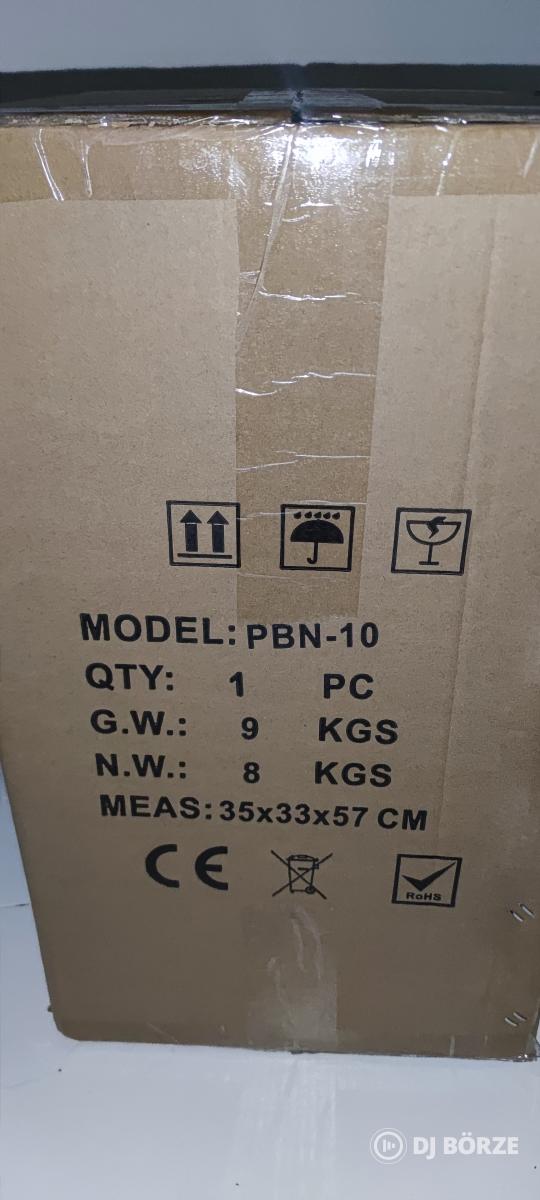 MODEL: PBN-10
QTY: 1 PC
G.W.: 9 KGS
N.W.: 8 KGS
MEAS: 35x33x57 CM
CE
RoHS
DJ BÖRZE